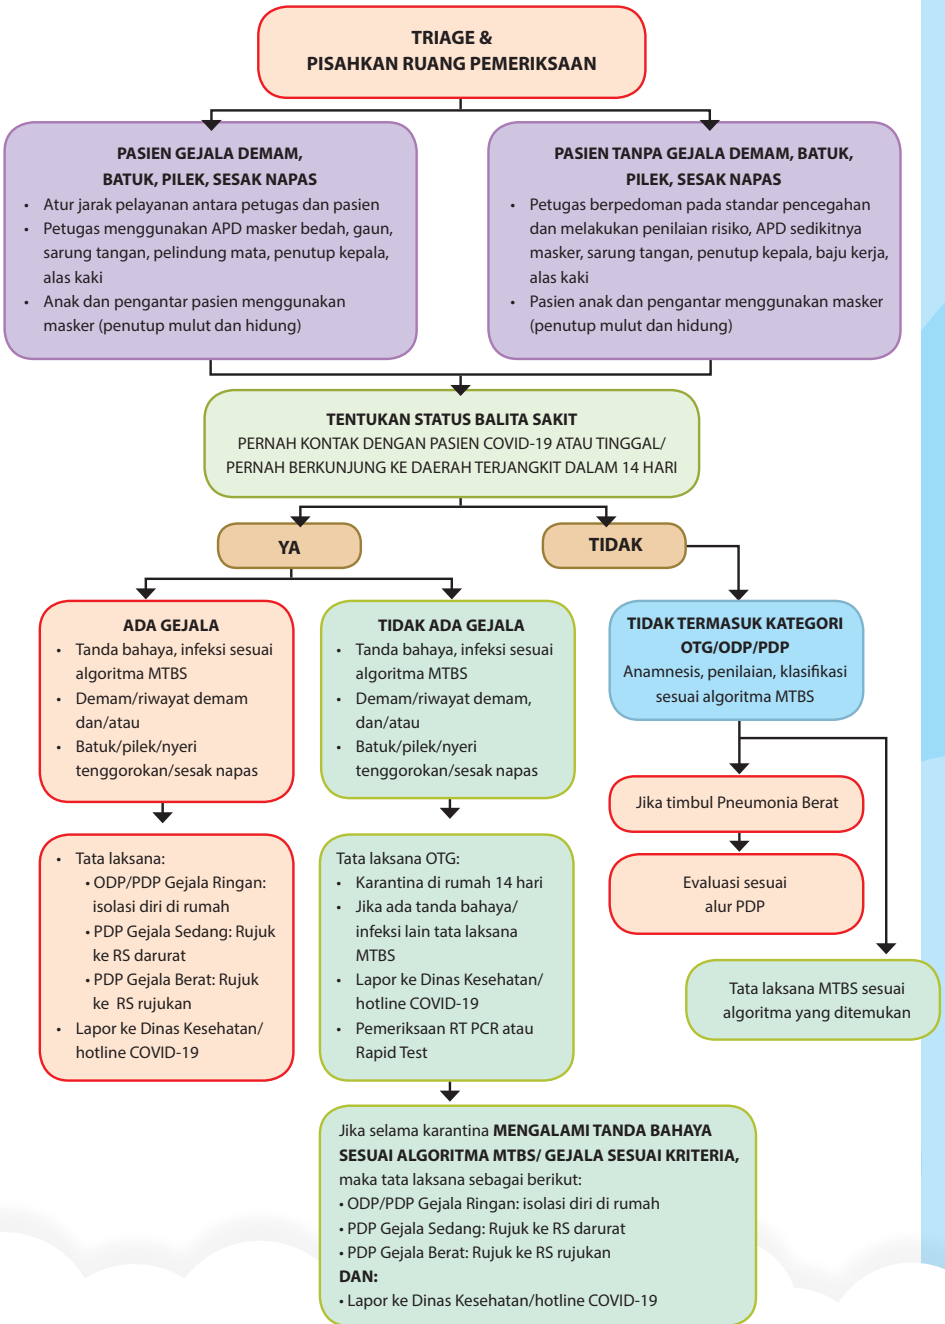 TRIAGE &
PISAHKAN RUANG PEMERIKSAAN
PASIEN GEJALA DEMAM,
BATUK, PILEK, SESAK NAPAS
• Atur jarak pelayanan antara petugas dan pasien
• Petugas menggunakan APD masker bedah, gaun,
sarung tangan, pelindung mata, penutup kepala,
alas kaki
• Anak dan pengantar pasien menggunakan
masker (penutup mulut dan hidung)
PASIEN TANPA GEJALA DEMAM, BATUK,
PILEK, SESAK NAPAS
• Petugas berpedoman pada standar pencegahan
dan melakukan penilaian risiko, APD sedikitnya
masker, sarung tangan, penutup kepala, baju kerja,
alas kaki
• Pasien anak dan pengantar menggunakan masker
(penutup mulut dan hidung)
TENTUKAN STATUS BALITA SAKIT
PERNAH KONTAK DENGAN PASIEN COVID-19 ATAU TINGGAL/
PERNAH BERKUNJUNG KE DAERAH TERJANGKIT DALAM 14 HARI
YA
TIDAK
ADA GEJALA
• Tanda bahaya, infeksi sesuai
algoritma MTBS
• Demam/riwayat demam
dan/atau
• Batuk/pilek/nyeri
tenggorokan/sesak napas
TIDAK ADA GEJALA
• Tanda bahaya, infeksi sesuai
algoritma MTBS
• Demam/riwayat demam,
dan/atau
• Batuk/pilek/nyeri
tenggorokan/sesak napas
TIDAK TERMASUK KATEGORI
OTG/ODP/PDP
Anamnesis, penilaian, klasifikasi
sesuai algoritma MTBS
Jika timbul Pneumonia Berat
Evaluasi sesuai
alur PDP
Tata laksana MTBS sesuai
algoritma yang ditemukan
• Tata laksana:
• ODP/PDP Gejala Ringan:
isolasi diri di rumah
• PDP Gejala Sedang: Rujuk
ke RS darurat
• PDP Gejala Berat: Rujuk
ke RS rujukan
• Lapor ke Dinas Kesehatan/
hotline COVID-19
Tata laksana OTG:
• Karantina di rumah 14 hari
• Jika ada tanda bahaya/
infeksi lain tata laksana
MTBS
• Lapor ke Dinas Kesehatan/
hotline COVID-19
• Pemeriksaan RT PCR atau
Rapid Test
Jika selama karantina MENGALAMI TANDA BAHAYA
SESUAI ALGORITMA MTBS/ GEJALA SESUAI KRITERIA,
maka tata laksana sebagai berikut:
• ODP/PDP Gejala Ringan: isolasi diri di rumah
• PDP Gejala Sedang: Rujuk ke RS darurat
• PDP Gejala Berat: Rujuk ke RS rujukan
DAN:
• Lapor ke Dinas Kesehatan/hotline COVID-19